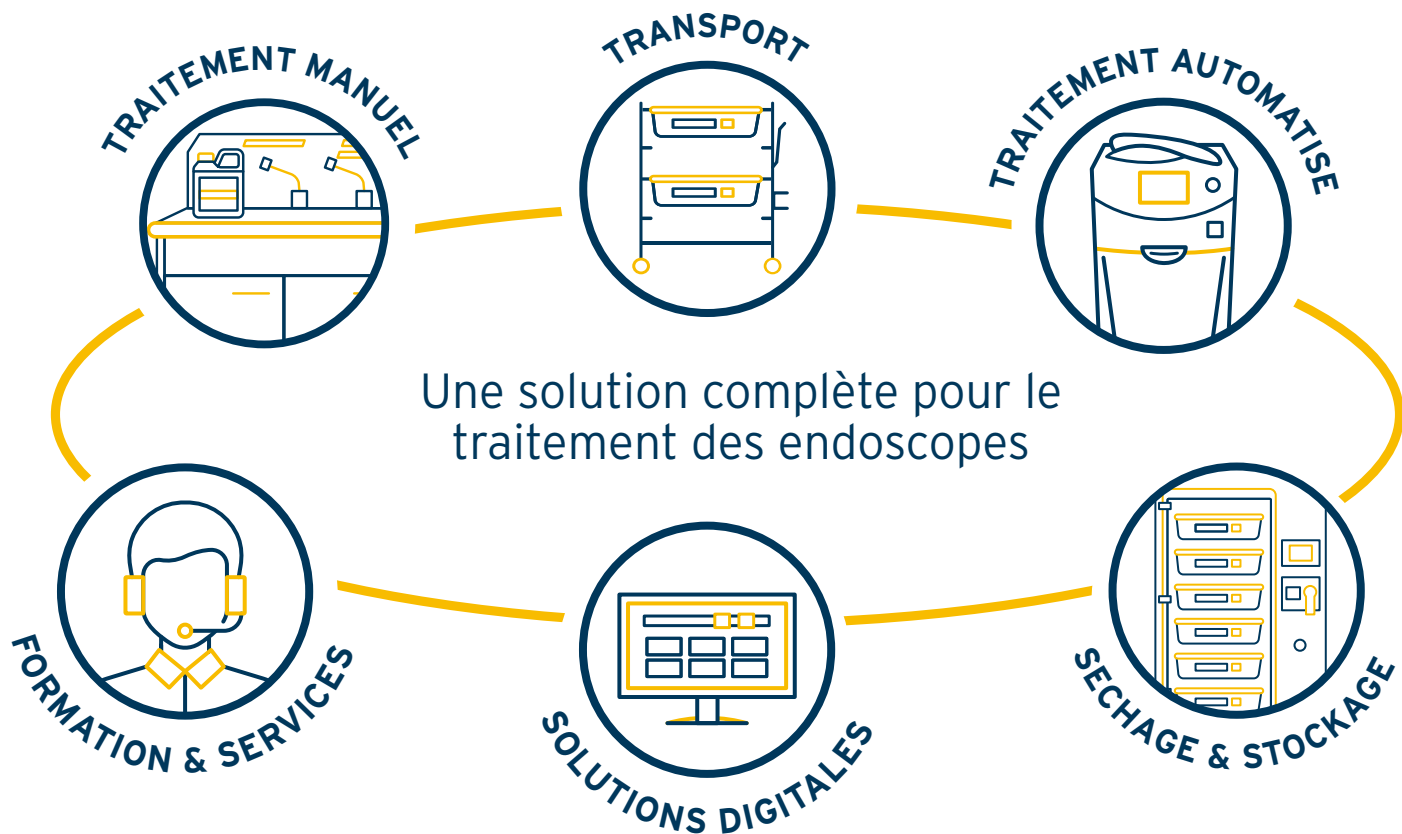 TRAITEMENT MANUEL
TRANSPORT
TRAITEMENT AUTOMATISE
Une solution complète pour le
traitement des endoscopes
FORMATION & SERVICES
SOLUTIONS DIGITALES
SECHAGE & STOCKAGE